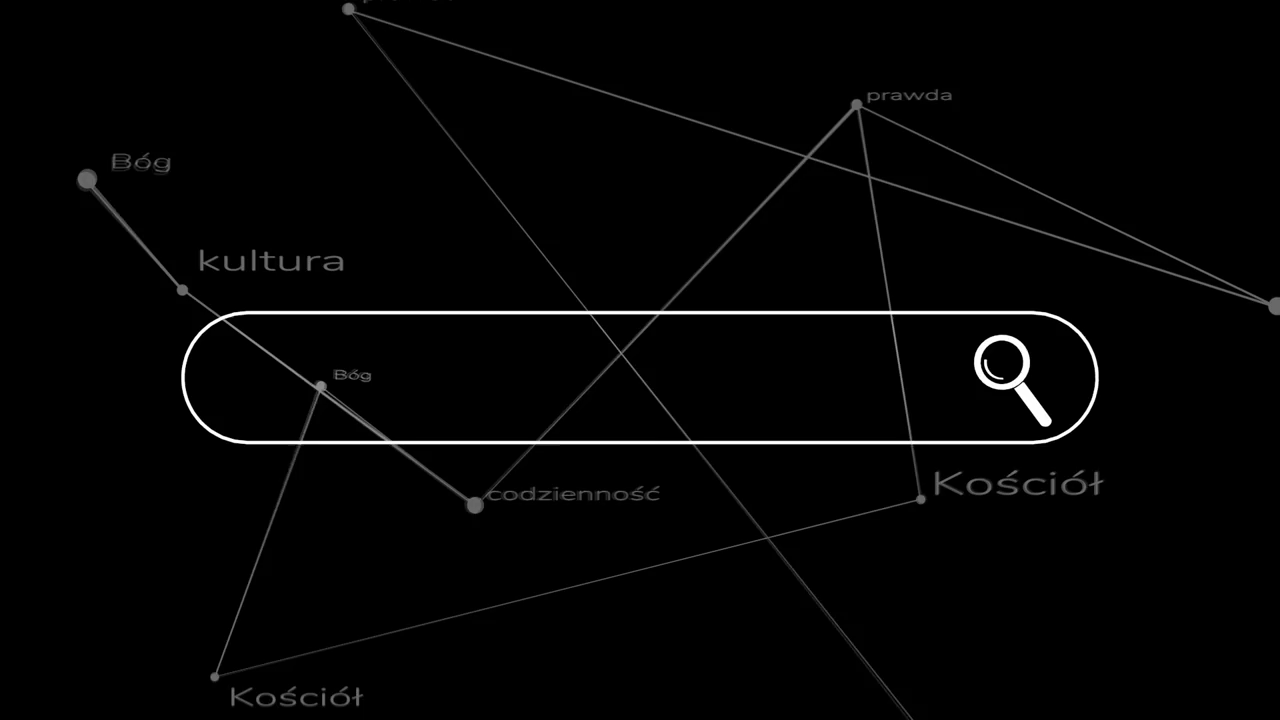 prawda
Bóg
kultura
Bóg
codzienność
Kościół
Kościół